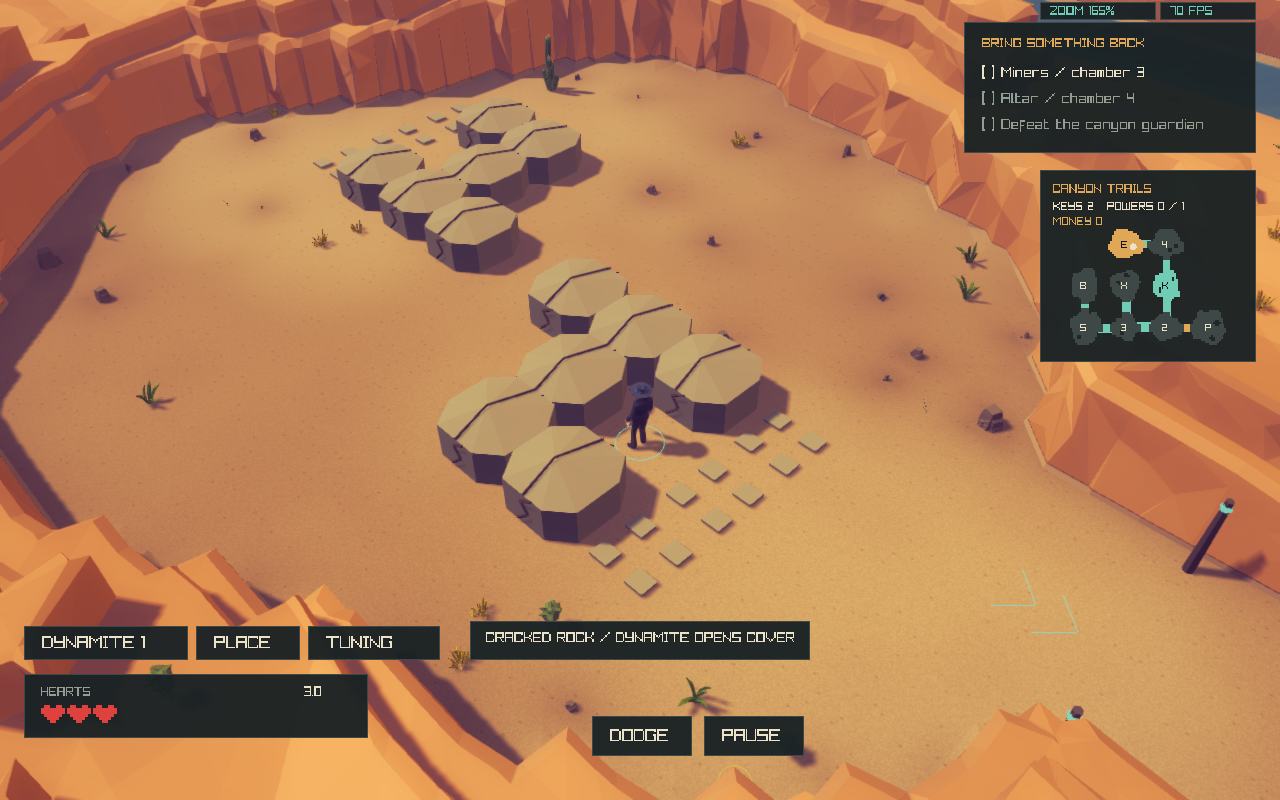 ZOOM 165% 70 FPS
BRING SOMETHING BACK
[ ] Miners / chamber 3
[ ] Altar / chamber 4
[ ] Defeat the canyon guardian
CANYON TRAILS
KEYS 2 POWERS 0 / 1
MONEY 0
E 4
B X K
5 3 2 P
DYNAMITE 1 PLACE TUNING
CRACKED ROCK / DYNAMITE OPENS COVER
HEARTS 3.0
DODGE PAUSE